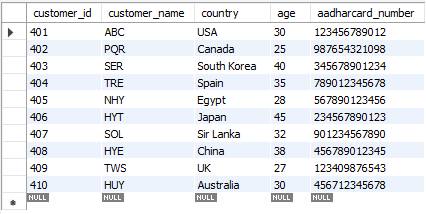 customer_id customer_name country age aadharcard_number
401 ABC USA 30 123456789012
402 PQR Canada 25 987654321098
403 SER South Korea 40 345678901234
404 TRE Spain 35 789012345678
405 NHY Egypt 28 567890123456
406 HYT Japan 45 234567890123
407 SOL Sir Lanka 32 901234567890
408 HYE China 38 456789012345
409 TWS UK 27 123409876543
410 HUY Australia 30 456712345678
NULL NULL NULL NULL NULL